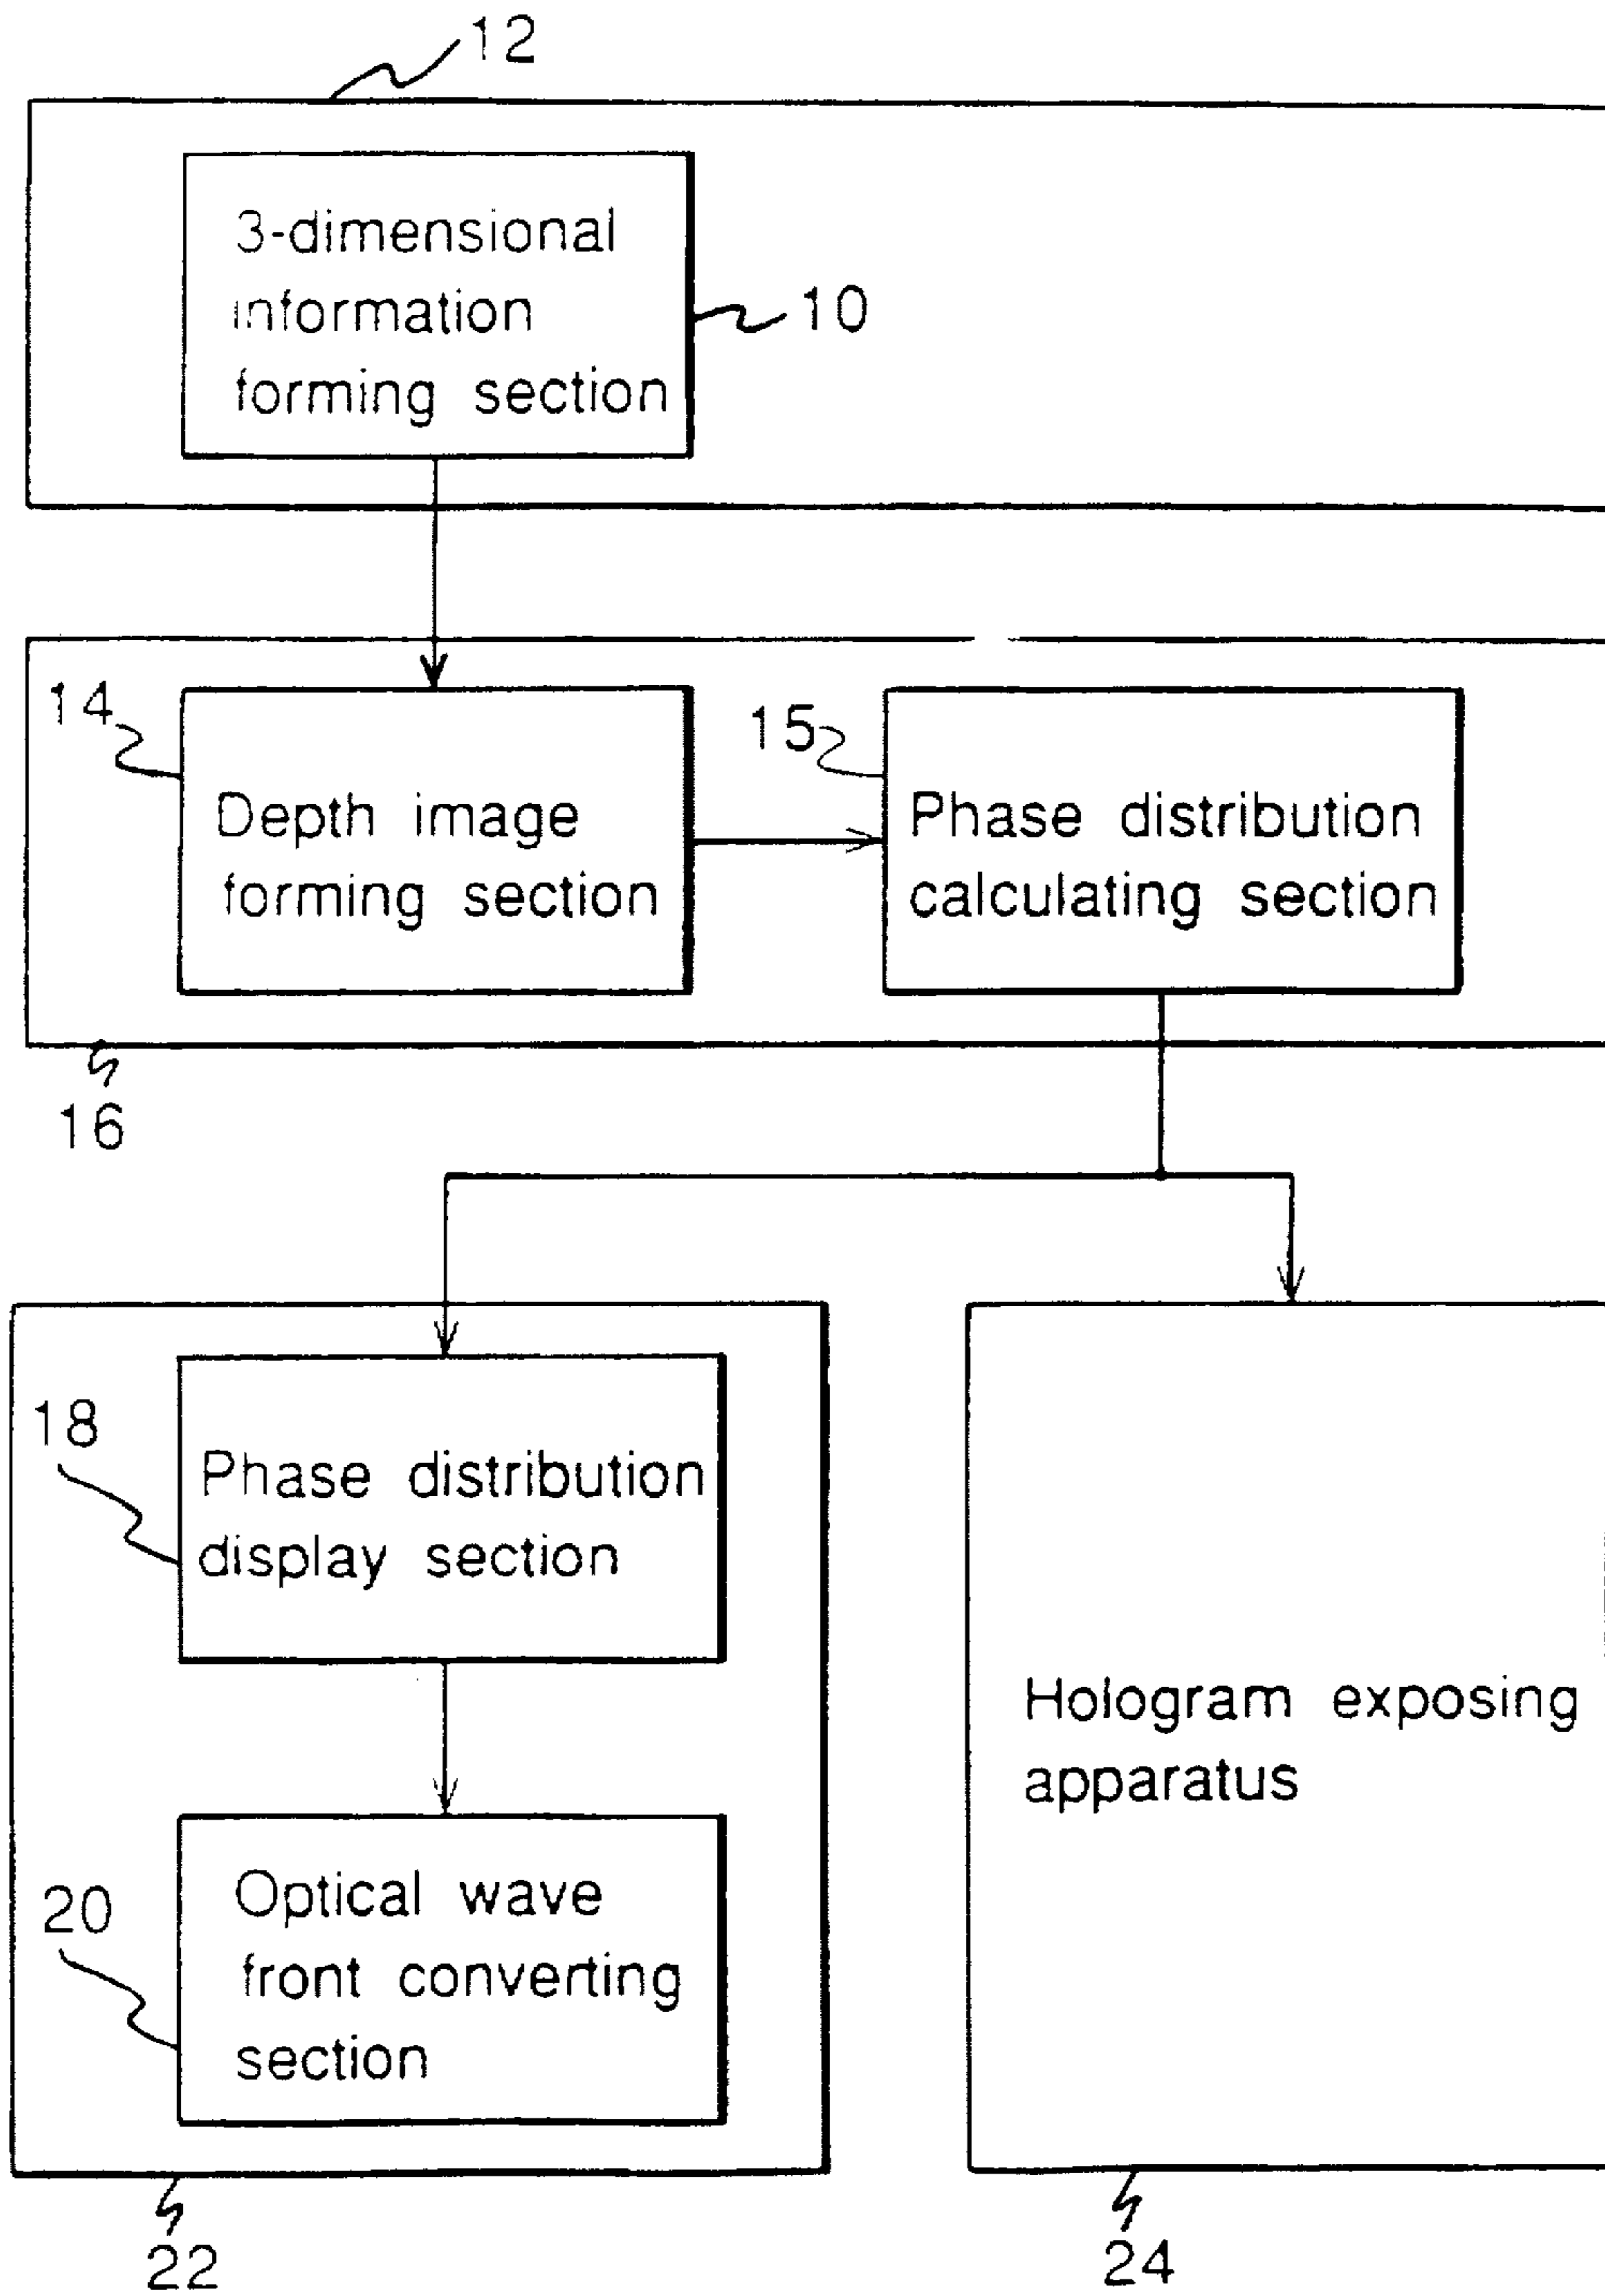 12
3-dimensional
information
forming section
10
14
Depth image
forming section
15
Phase distribution
calculating section
16
18
Phase distribution
display section
20
Optical wave
front converting
section
22
Hologram exposing
apparatus
24